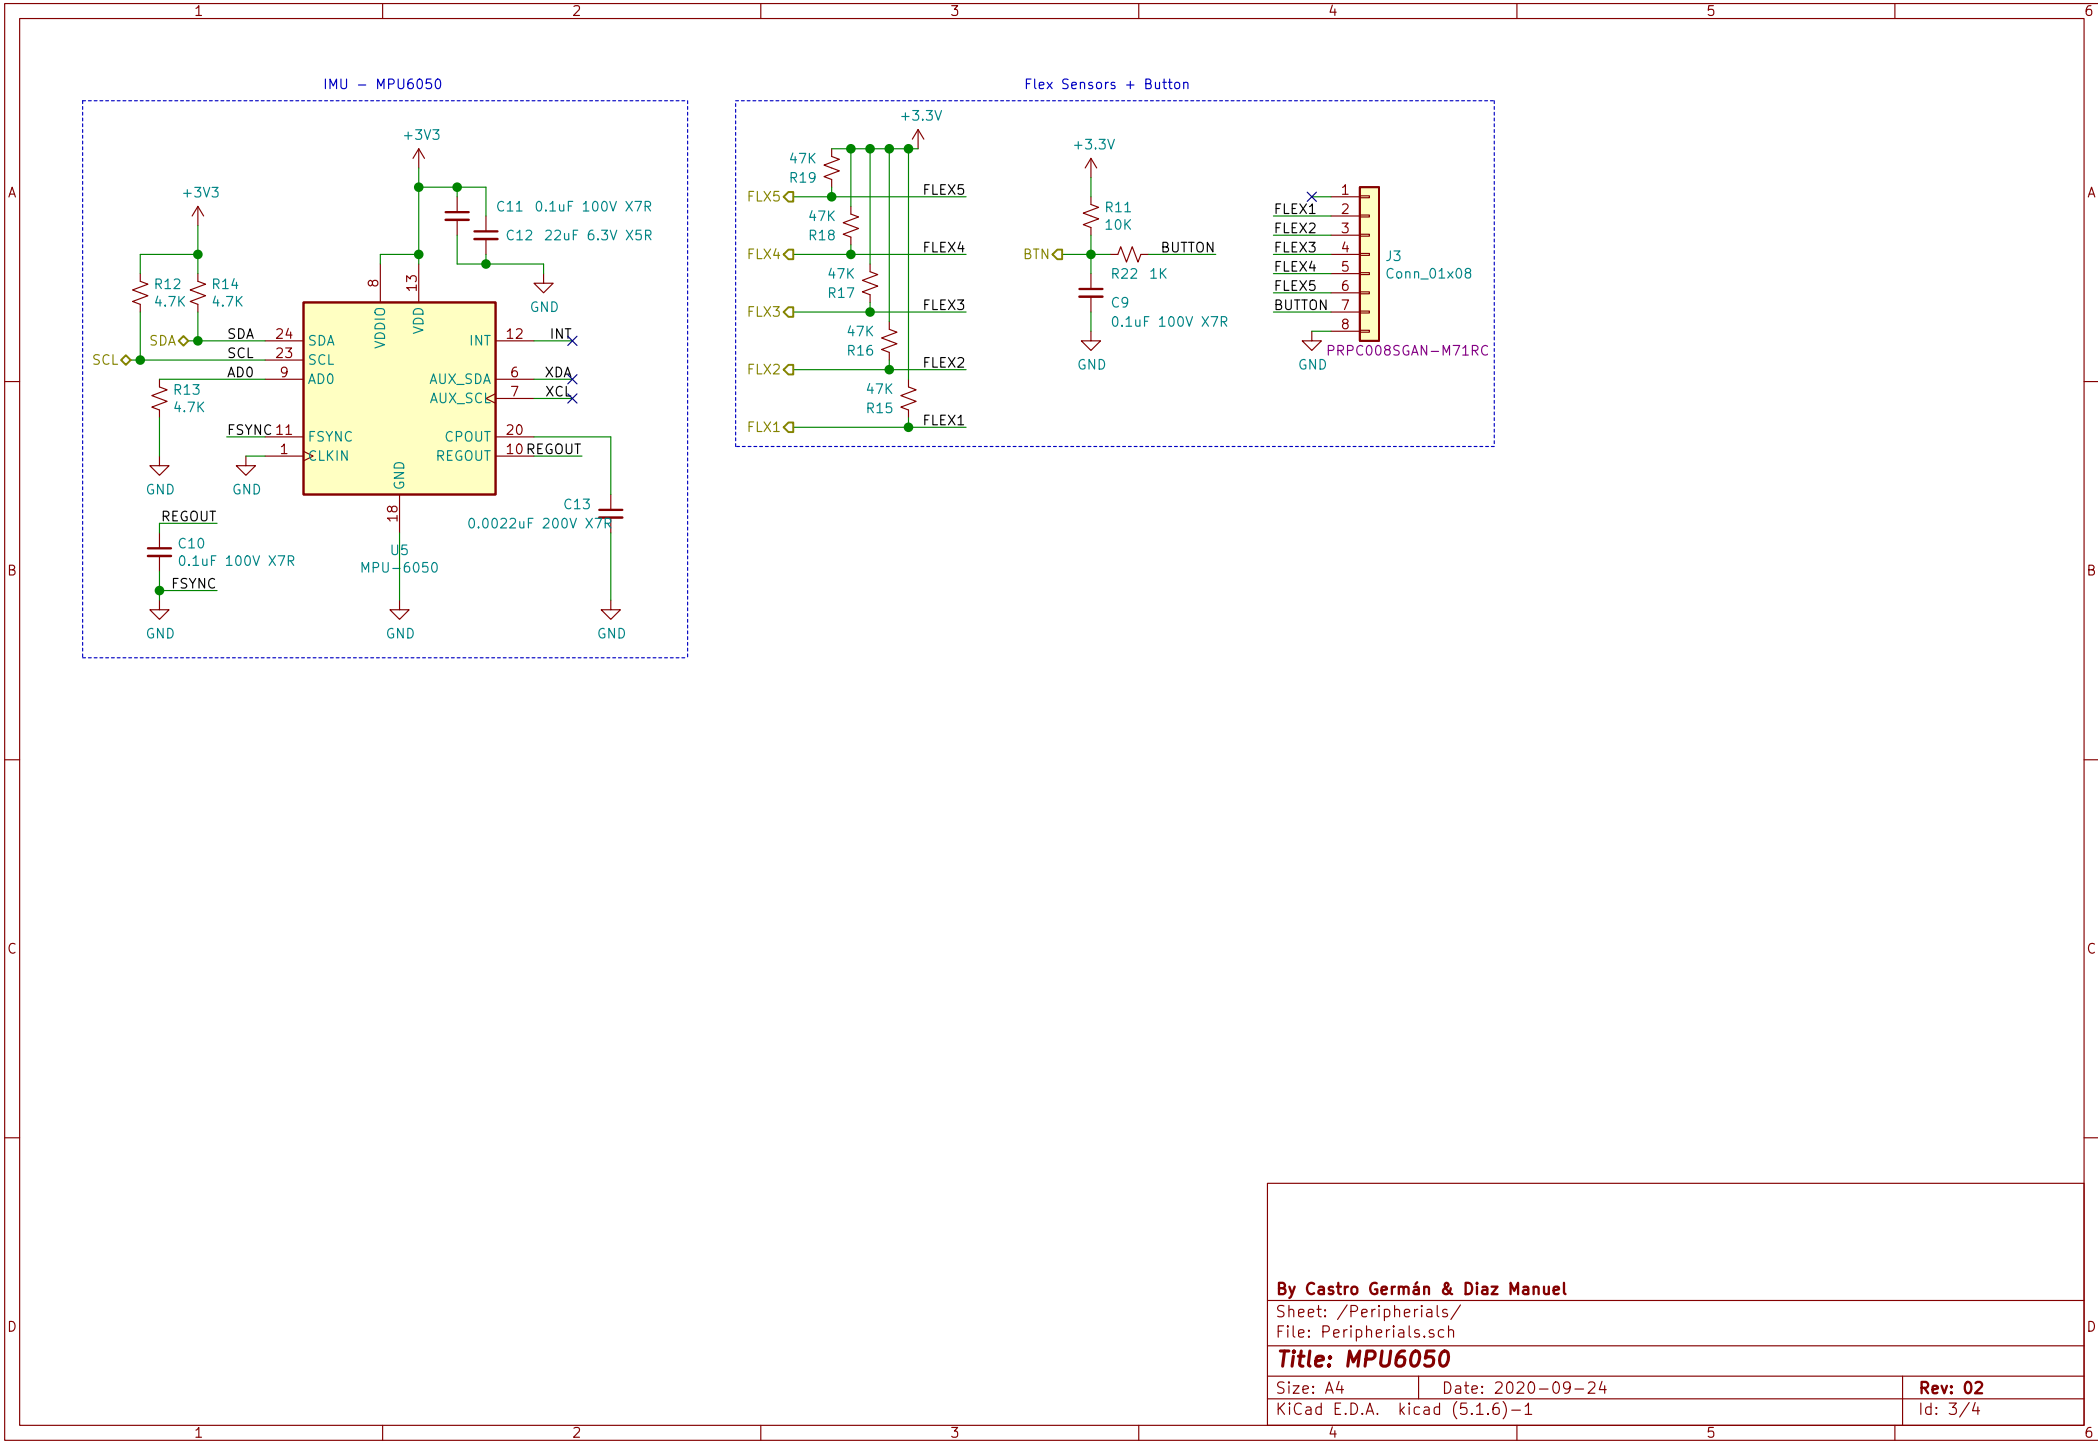 1 2 3 4 5 6
A
B
C
D
A
B
C
D
1 2 3 4 5 6
IMU - MPU6050
+3V3
+3V3
C11 0.1uF 100V X7R
C12 22uF 6.3V X5R
GND
R12
4.7K
R14
4.7K
8
13
VDDIO
VDD
SDA
SCL
SDA 24 SDA
SCL 23 SCL
AD0 9 AD0
R13
4.7K
FSYNC 11 FSYNC
1 CLKIN
GND
GND
INT 12 INT
AUX_SDA 6 XDA
AUX_SCL 7 XCL
CPOUT 20
REGOUT 10 REGOUT
GND
18
U5
MPU-6050
GND
C13
0.0022uF 200V X7R
GND
REGOUT
C10
0.1uF 100V X7R
FSYNC
GND
Flex Sensors + Button
+3.3V
47K
R19
FLX5 FLEX5
47K
R18
FLX4 FLEX4
47K
R17
FLX3 FLEX3
47K
R16
FLX2 FLEX2
47K
R15
FLX1 FLEX1
+3.3V
R11
10K
BTN BUTTON
R22 1K
C9
0.1uF 100V X7R
GND
1
FLEX1 2
FLEX2 3
FLEX3 4
FLEX4 5
FLEX5 6
BUTTON 7
8
J3
Conn_01x08
PRPC008SGAN-M71RC
GND
By Castro Germán & Diaz Manuel
Sheet: /Peripherials/
File: Peripherials.sch
Title: MPU6050
Size: A4 Date: 2020-09-24 Rev: 02
KiCad E.D.A. kicad (5.1.6)-1 Id: 3/4